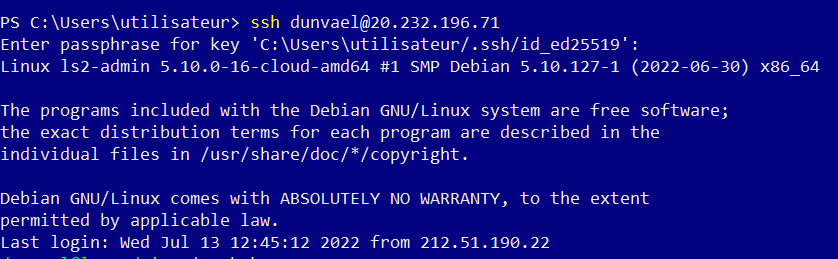 PS C:\Users\utilisateur> ssh dunvael@20.232.196.71
Enter passphrase for key 'C:\Users\utilisateur/.ssh/id_ed25519':
Linux ls2-admin 5.10.0-16-cloud-amd64 #1 SMP Debian 5.10.127-1 (2022-06-30) x86_64
The programs included with the Debian GNU/Linux system are free software;
the exact distribution terms for each program are described in the
individual files in /usr/share/doc/*/copyright.
Debian GNU/Linux comes with ABSOLUTELY NO WARRANTY, to the extent
permitted by applicable law.
Last login: Wed Jul 13 12:45:12 2022 from 212.51.190.22